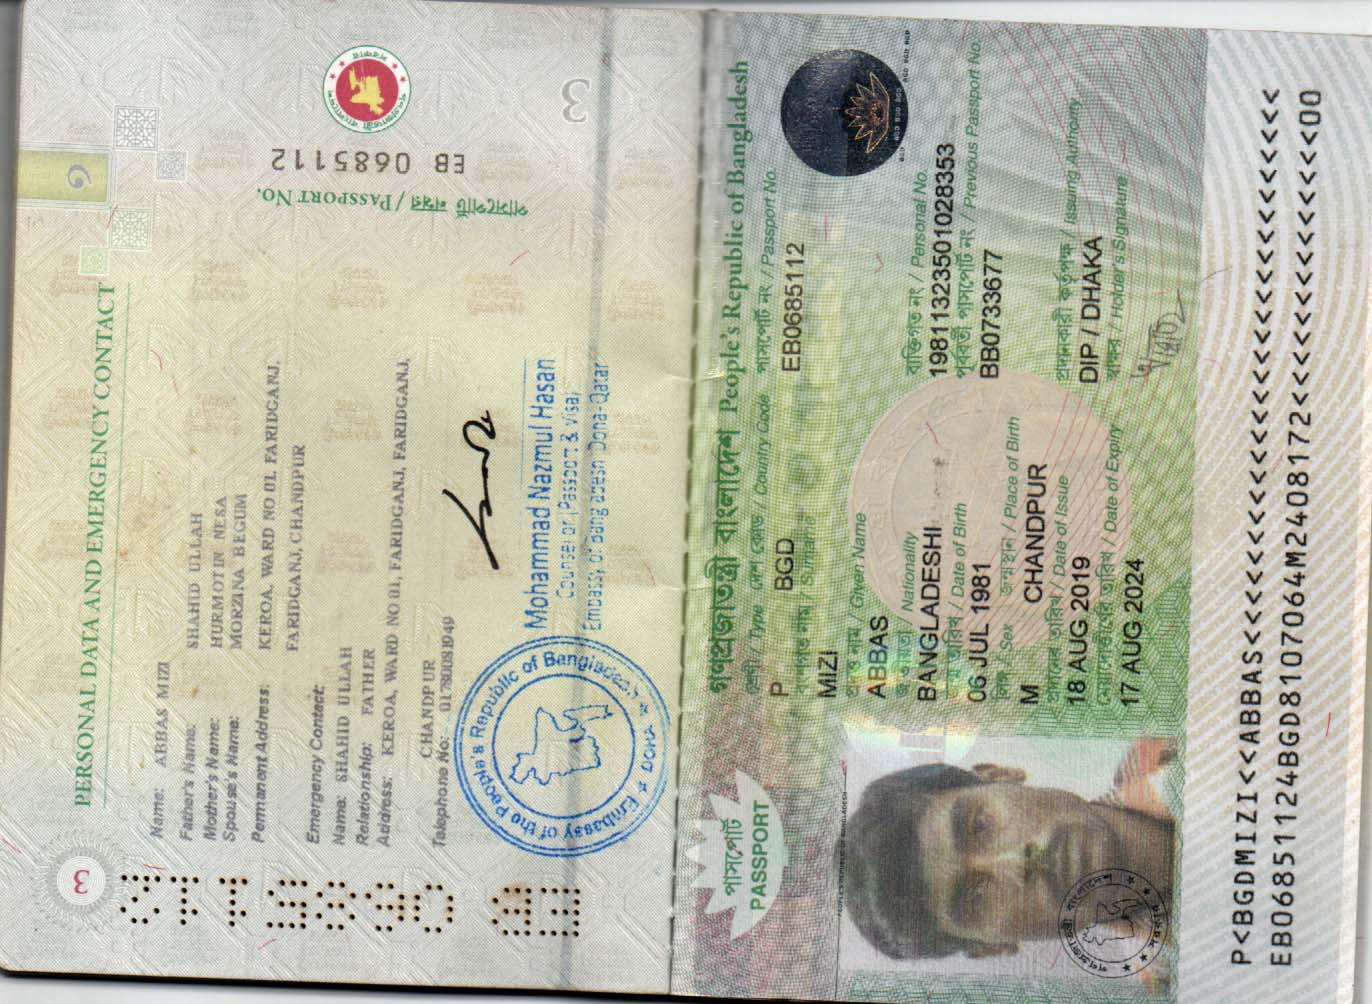 PERSONAL DATA AND EMERGENCY CONTACT
Name: ABBAS MIZI
Father's Name: SHAHID ULLAH
Mother's Name: HURMOTIN NESA
Spouse's Name: MORZINA BEGUM
Permanent Address: KEROA, WARD NO 01, FARIDGANJ,
FARIDGANJ, CHANDPUR
Emergency Contact:
Name: SHAHID ULLAH
Relationship: FATHER
Address: KEROA, WARD NO 01, FARIDGANJ, FARIDGANJ,
CHANDPUR
Telephone No:
Mohammad Nazmul Hasan
Counselor (Passport & Visa)
Embassy of Bangladesh Doha-Qatar
Embassy of the People's Republic of Bangladesh
DOHA
3
3
৩
পাসপোর্ট নম্বর / PASSPORT No.
EB 0685112
EB 0685112
গণপ্রজাতন্ত্রী বাংলাদেশ People's Republic of Bangladesh
পাসপোর্ট
PASSPORT
শ্রেণী / Type দেশ কোড / Country Code পাসপোর্ট নং / Passport No.
P BGD EB0685112
বংশগত নাম / Surname
MIZI
/ Given Name
ABBAS
Nationality ব্যক্তিগত নং / Personal No.
BANGLADESHI 19811323501028353
/ Date of Birth পূর্ববর্তী পাসপোর্ট নং / Previous Passport No.
06 JUL 1981 BB0733677
লিঙ্গ / Sex জন্মস্থান / Place of Birth
M CHANDPUR
প্রদানের তারিখ / Date of Issue প্রদানকারী কর্তৃপক্ষ / Issuing Authority
18 AUG 2019 DIP / DHAKA
মেয়াদোত্তীর্ণের তারিখ / Date of Expiry স্বাক্ষর / Holder's Signature
17 AUG 2024
P<BGDMIZI<<ABBAS<<<<<<<<<<<<<<<<<<<<<<<<<<<<
EB06851124BGD8107064M2408172<<<<<<<<<<<<<<00